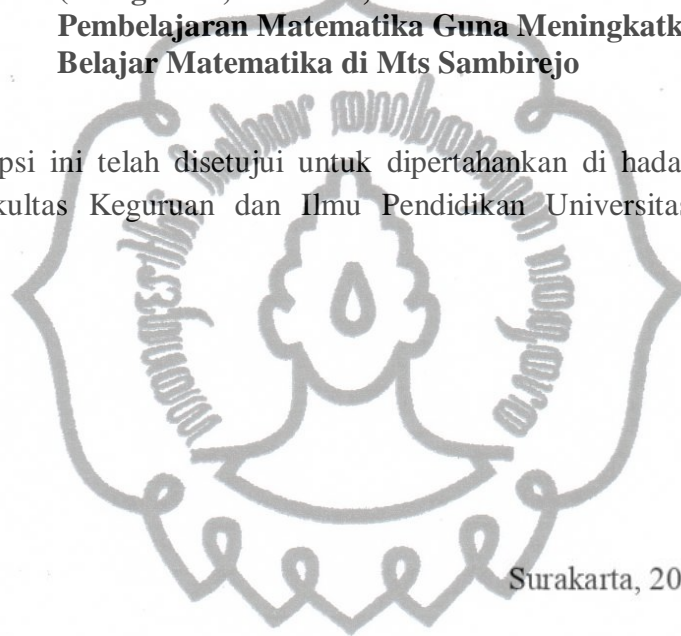 Pembelajaran Matematika Guna Meningkatk
Belajar Matematika di Mts Sambirejo
psi ini telah disetujui untuk dipertahankan di hada
kultas Keguruan dan Ilmu Pendidikan Universitas
Surakarta, 20